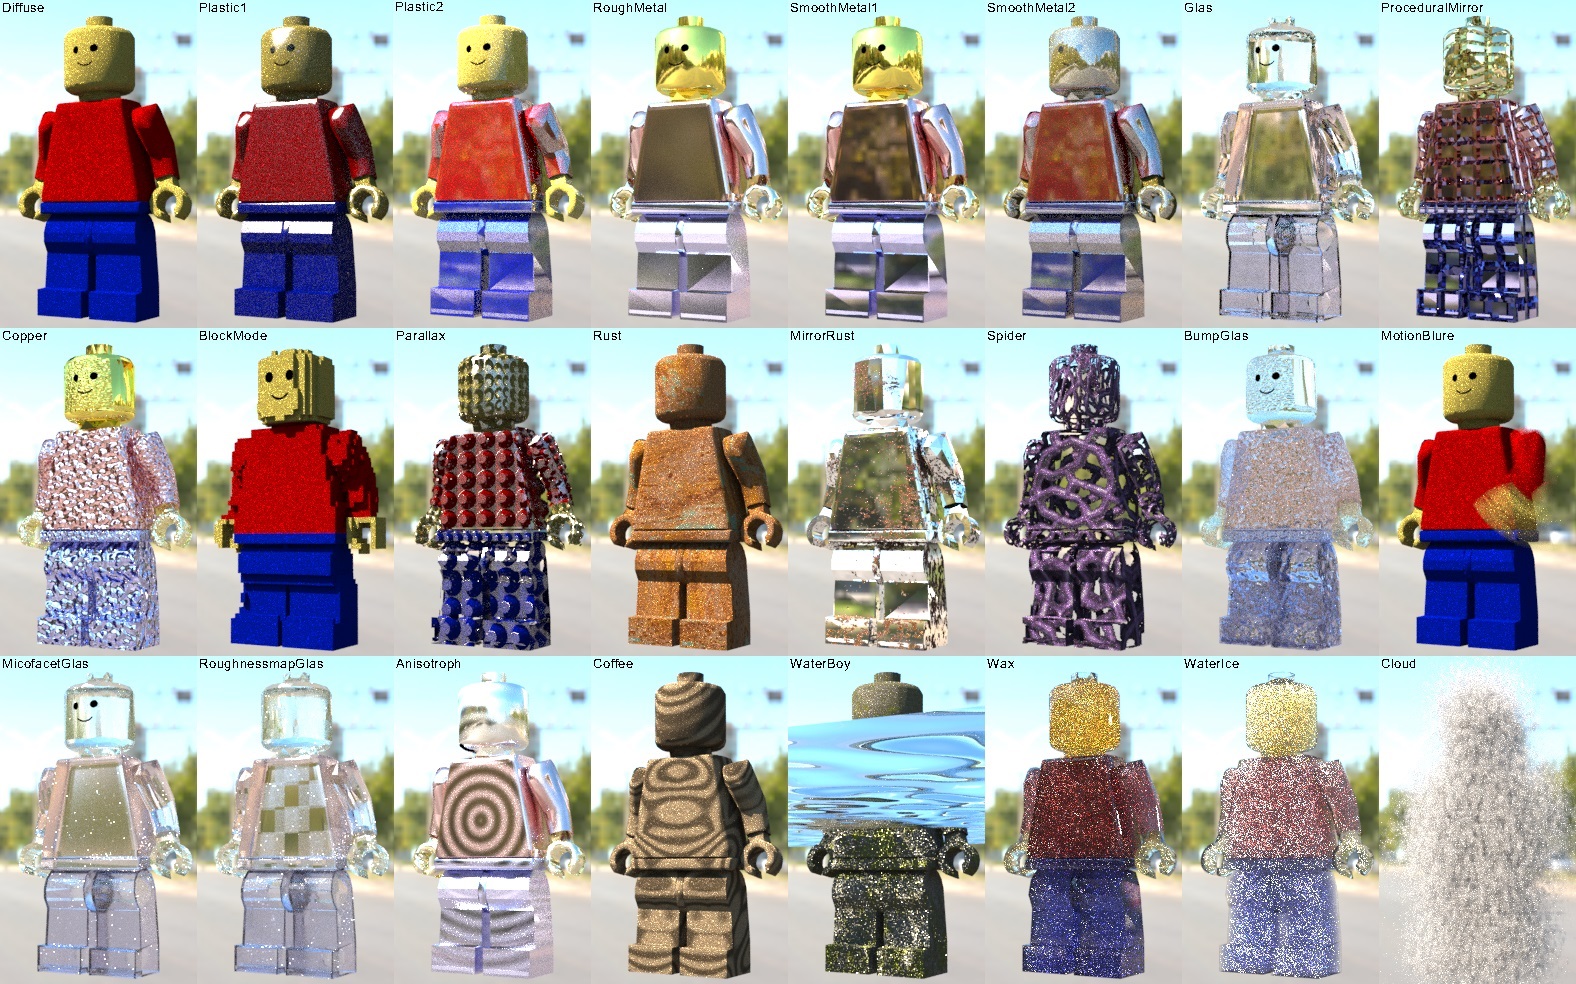 Diffuse
Plastic1
Plastic2
RoughMetal
SmoothMetal1
SmoothMetal2
Glas
ProceduralMirror
Copper
BlockMode
Parallax
Rust
MirrorRust
Spider
BumpGlas
MotionBlure
MicofacetGlas
RoughnessmapGlas
Anisotroph
Coffee
WaterBoy
Wax
WaterIce
Cloud